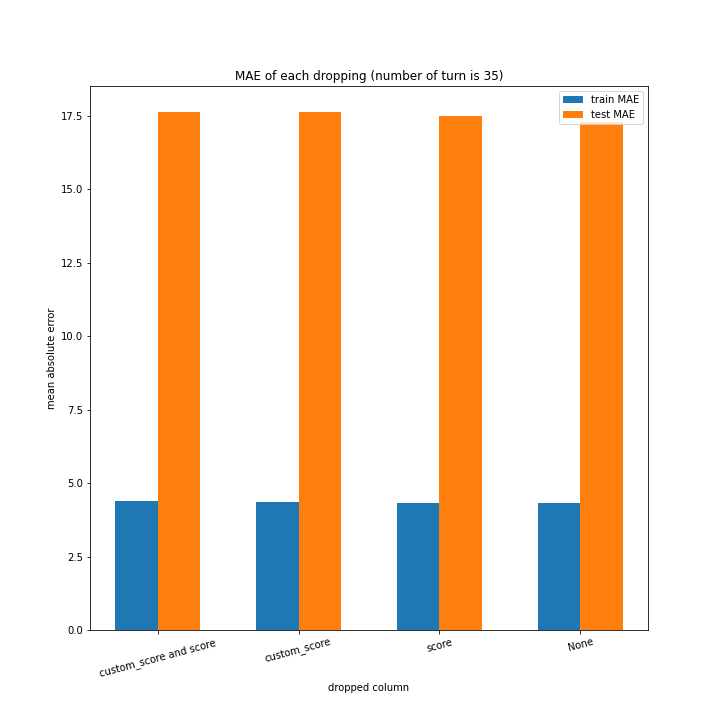 MAE of each dropping (number of turn is 35)
train MAE
test MAE
17.5
15.0
12.5
10.0
7.5
5.0
2.5
0.0
mean absolute error
custom_score and score
custom_score
score
None
dropped column